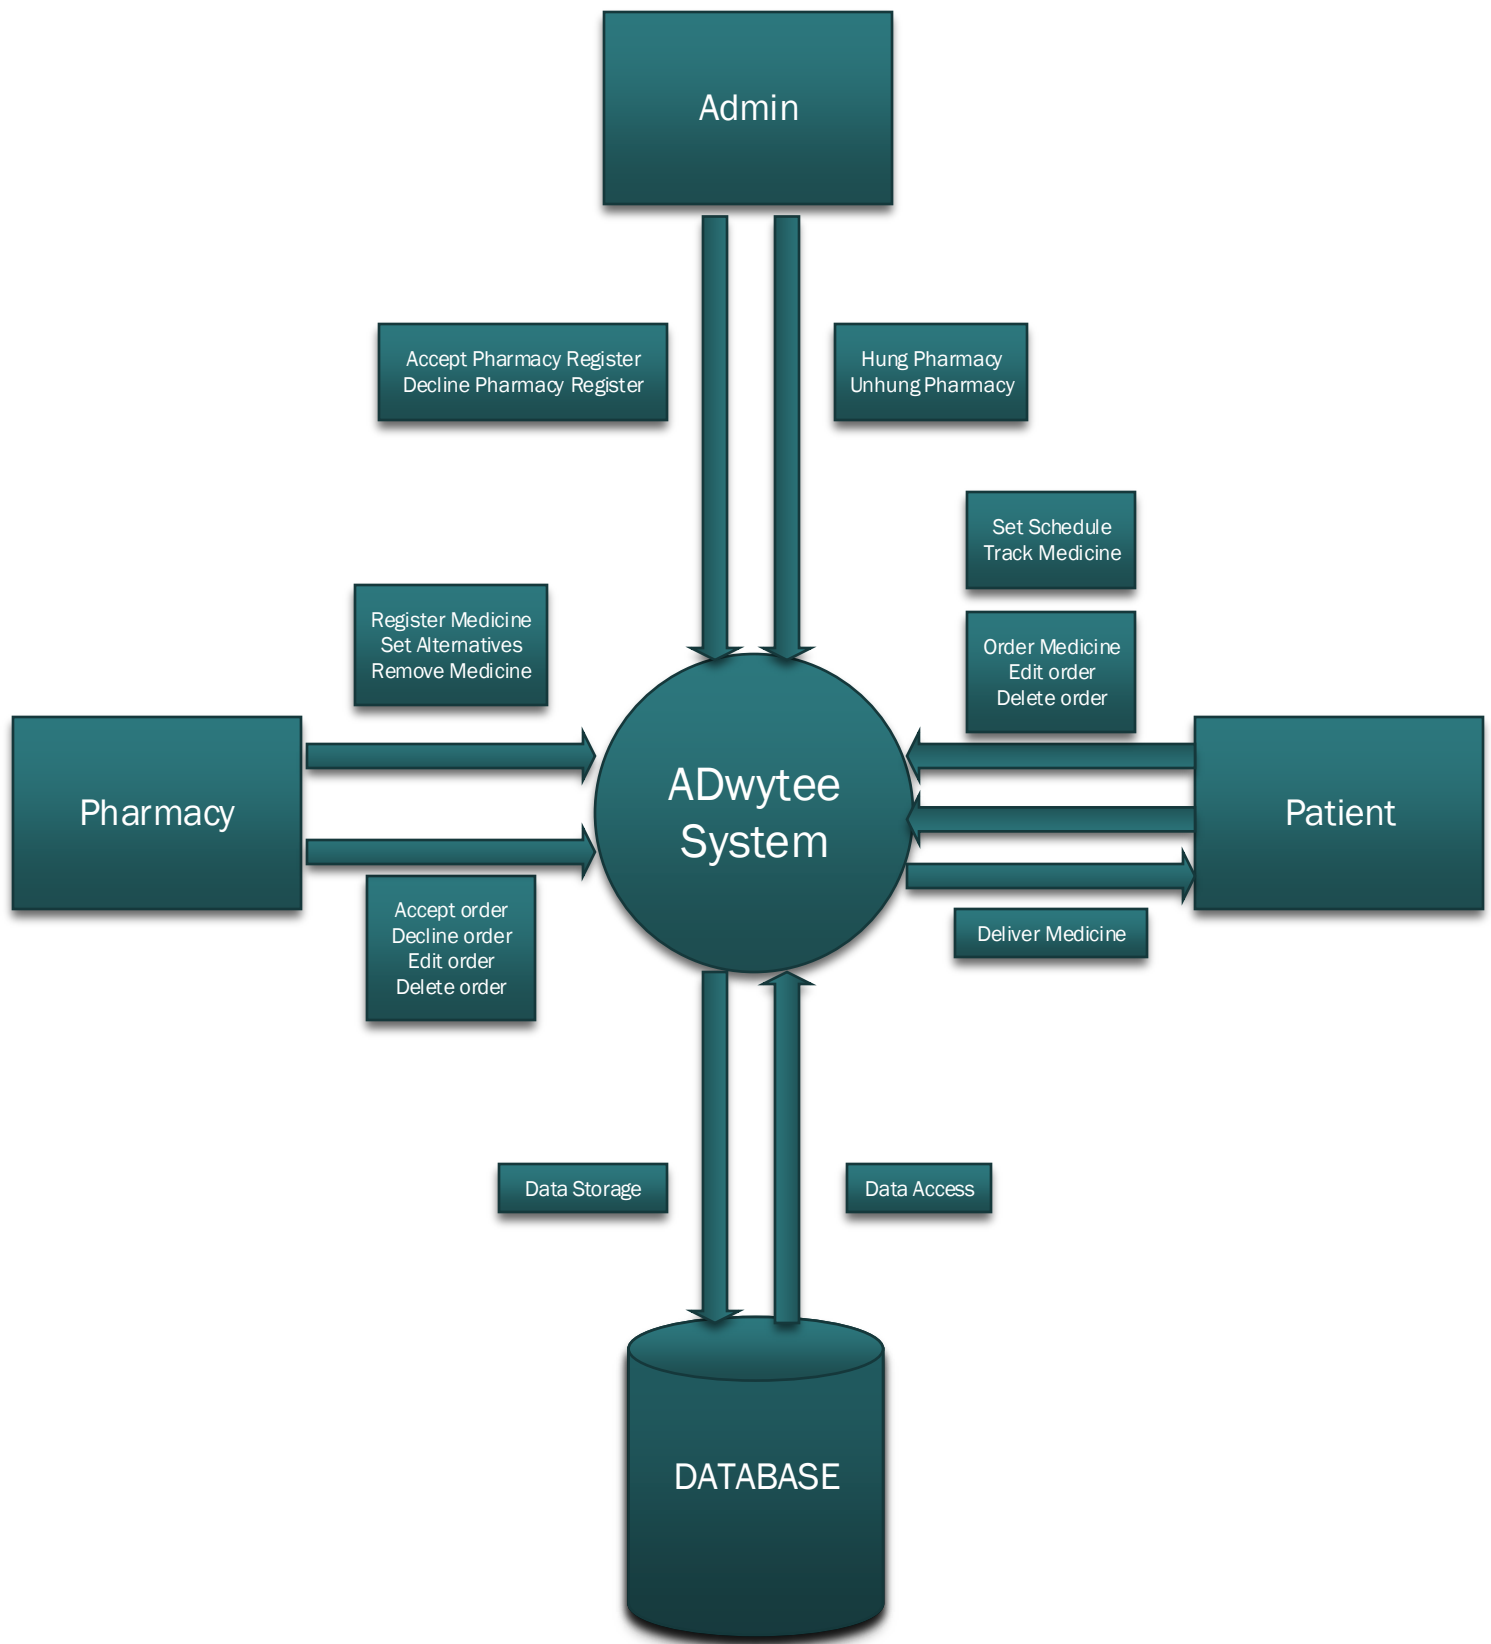 Admin
Accept Pharmacy Register
Decline Pharmacy Register
Hung Pharmacy
Unhung Pharmacy
Set Schedule
Track Medicine
Register Medicine
Set Alternatives
Remove Medicine
Order Medicine
Edit order
Delete order
Pharmacy
ADwytee
System
Patient
Accept order
Decline order
Edit order
Delete order
Deliver Medicine
Data Storage
Data Access
DATABASE